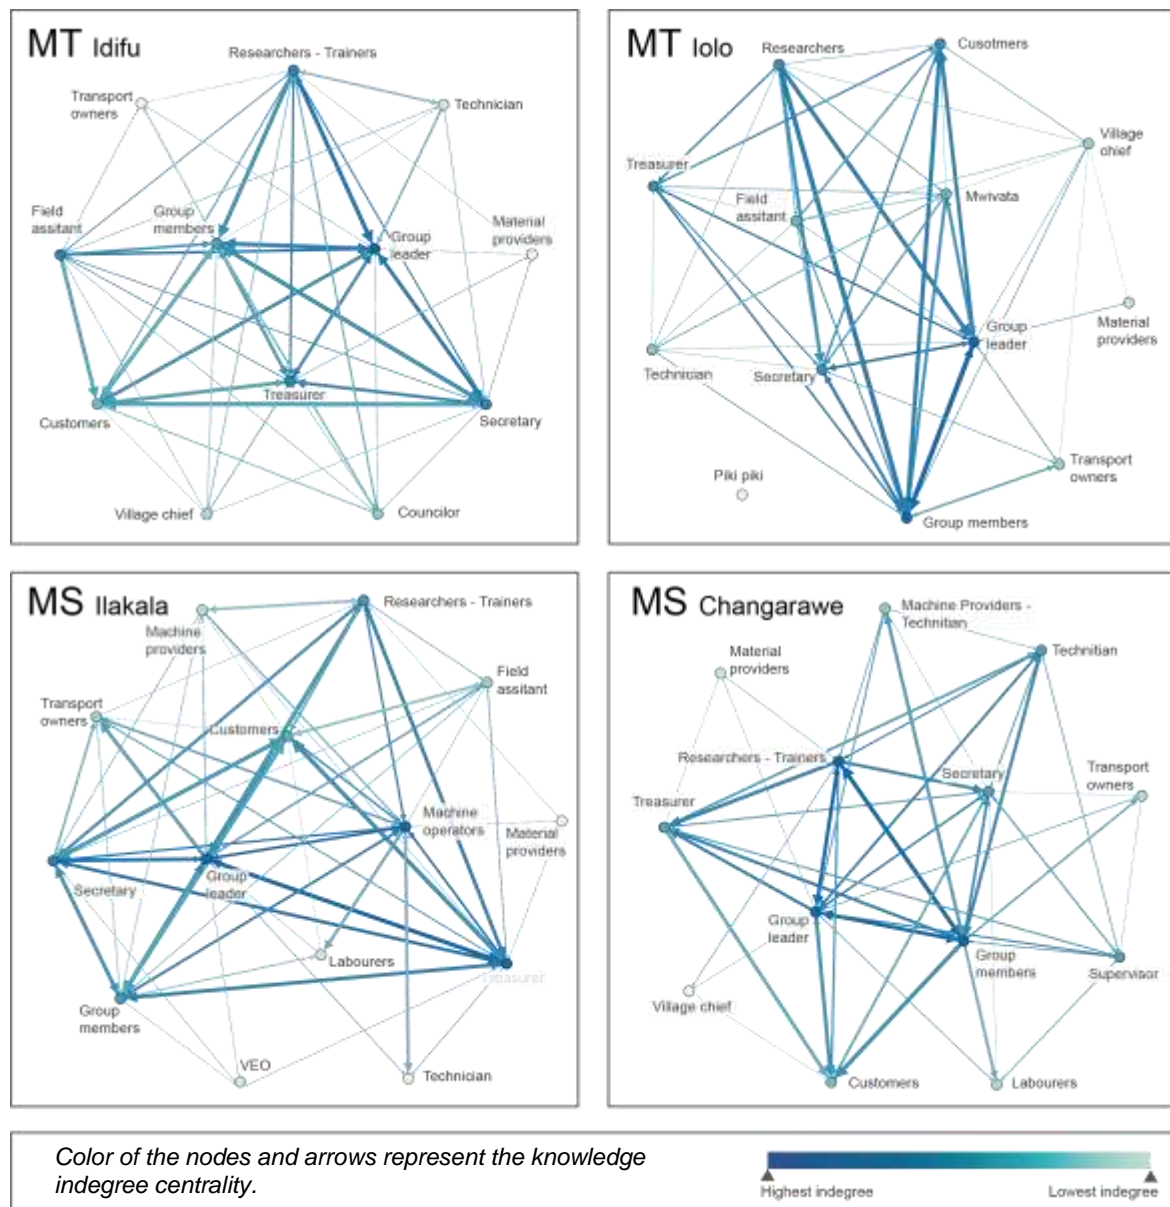 MT Idifu
Researchers - Trainers
Transport
owners
Technician
Field
assitant
Group
members
Group
leader
Material
providers
Customers
Treasurer
Secretary
Village chief
Councilor
MT Iolo
Researchers
Cusotmers
Village
chief
Treasurer
Field
assitant
Mwivata
Group
leader
Material
providers
Technician
Secretary
Piki piki
Transport
owners
Group members
MS Ilakala
Researchers - Trainers
Machine
providers
Field
assitant
Transport
owners
Customers
Machine
operators
Material
providers
Secretary
Group
leader
Labourers
Treasurer
Group
members
VEO
Technician
MS Changarawe
Machine Providers -
Technitian
Material
providers
Technitian
Researchers - Trainers
Secretary
Transport
owners
Treasurer
Group
leader
Group
members
Supervisor
Village chief
Customers
Labourers
Color of the nodes and arrows represent the knowledge
indegree centrality.
Highest indegree
Lowest indegree